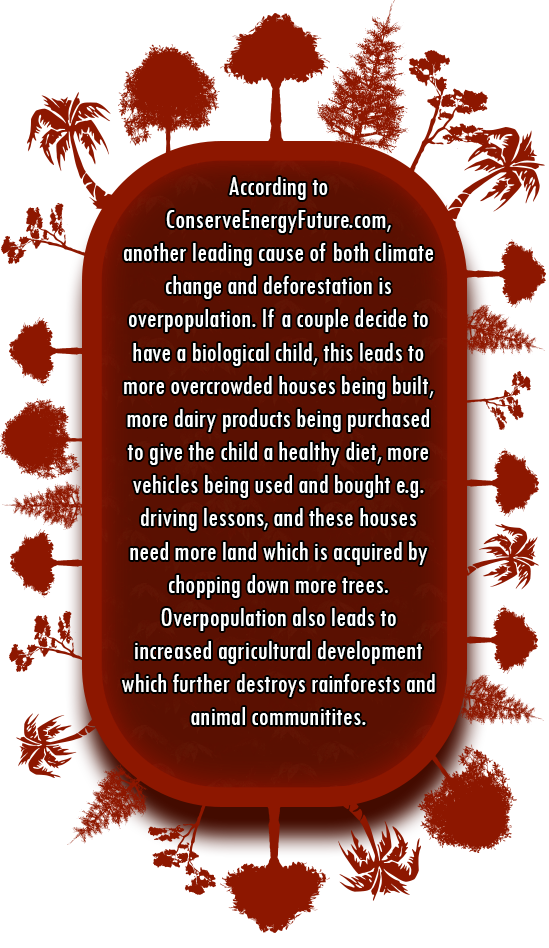 According to
ConserveEnergyFuture.com,
another leading cause of both climate
change and deforestation is
overpopulation. If a couple decide to
have a biological child, this leads to
more overcrowded houses being built,
more dairy products being purchased
to give the child a healthy diet, more
vehicles being used and bought e.g.
driving lessons, and these houses
need more land which is acquired by
chopping down more trees.
Overpopulation also leads to
increased agricultural development
which further destroys rainforests and
animal communitites.